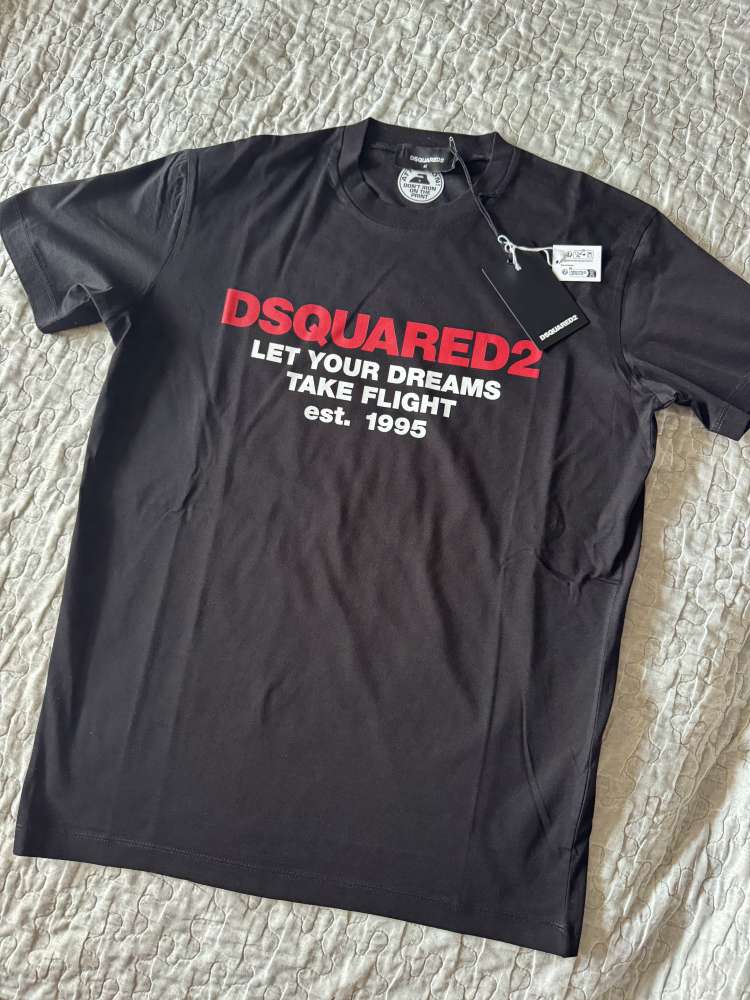 DSQUARED2
DON'T IRON
ON THE
PRINT
DSQUARED2
DSQUARED2
LET YOUR DREAMS
TAKE FLIGHT
est. 1995